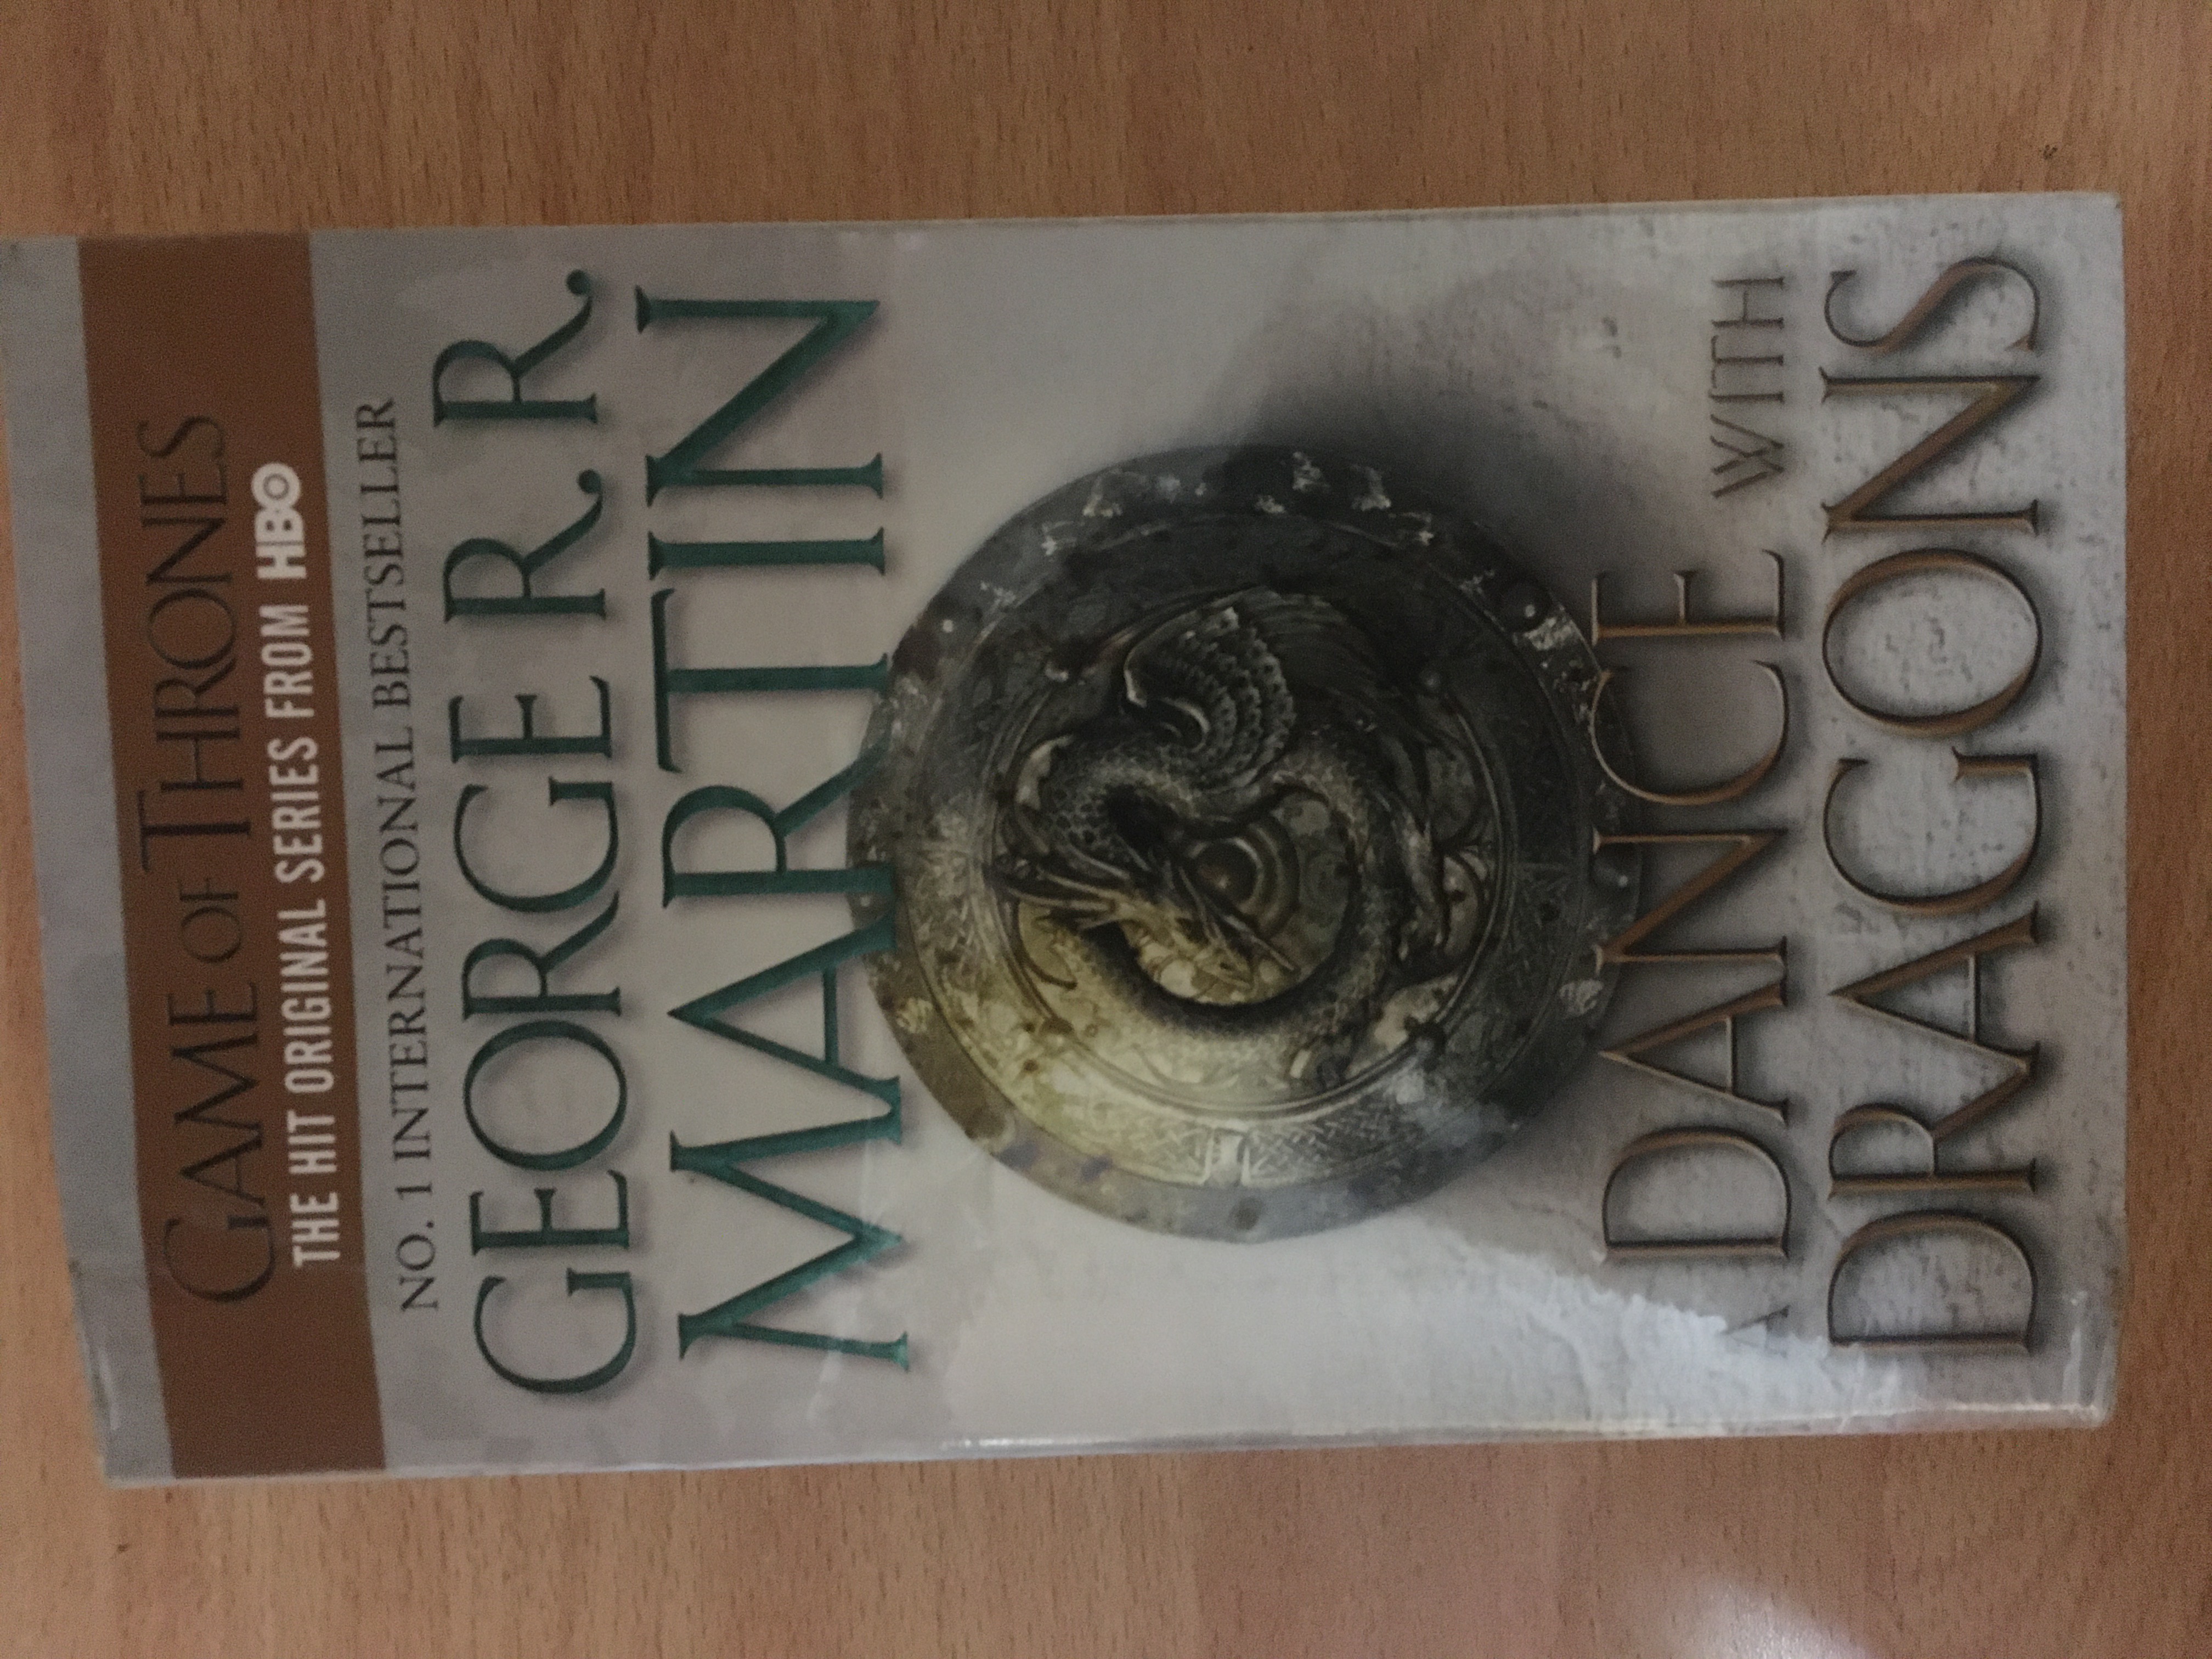 GAME OF THRONES
THE HIT ORIGINAL SERIES FROM HBO
NO. 1 INTERNATIONAL BESTSELLER
GEORGE R. R.
MARTIN
A DANCE WITH
DRAGONS